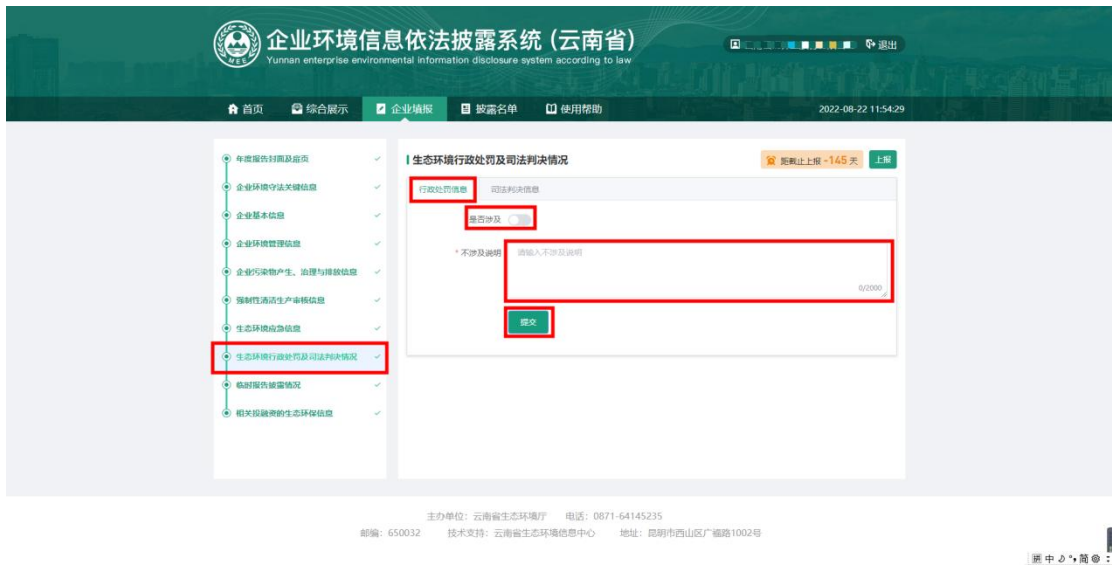 企业环境信息依法披露系统 (云南省)
Yunnan enterprise environmental information disclosure system according to law
MEE
退出
首页 综合展示 企业填报 披露名单 使用帮助 2022-08-22 11:54:29
年度报告封面及扉页
企业环境守法关键信息
企业基本信息
企业环境管理信息
企业污染物产生、治理与排放信息
强制性清洁生产审核信息
生态环境应急信息
生态环境行政处罚及司法判决情况
临时报告披露情况
相关投融资的生态环保信息
生态环境行政处罚及司法判决情况 距截止上报 -145 天 上报
行政处罚信息 司法判决信息
是否涉及
* 不涉及说明 请输入不涉及说明
0/2000
提交
主办单位：云南省生态环境厅 电话：0871-64145235
邮编：650032 技术支持：云南省生态环境信息中心 地址：昆明市西山区广福路1002号
中 简